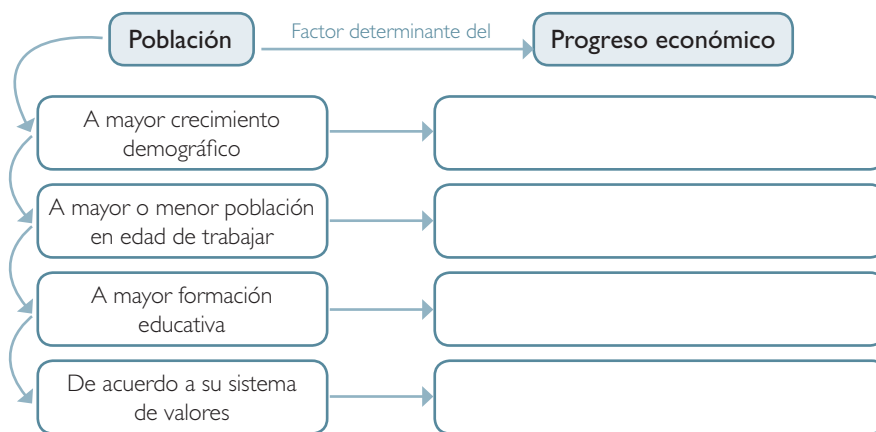 Población
Factor determinante del
Progreso económico
A mayor crecimiento
demográfico
A mayor o menor población
en edad de trabajar
A mayor formación
educativa
De acuerdo a su sistema
de valores